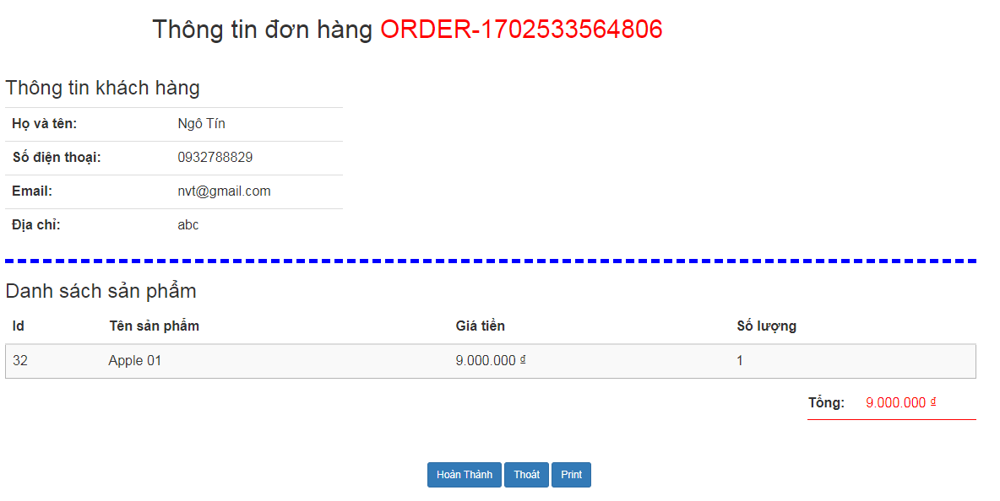 Thông tin đơn hàng ORDER-1702533564806
Thông tin khách hàng
Họ và tên: Ngô Tín
Số điện thoại: 0932788829
Email: nvt@gmail.com
Địa chỉ: abc
Danh sách sản phẩm
Id Tên sản phẩm Giá tiền Số lượng
32 Apple 01 9.000.000 ₫ 1
Tổng: 9.000.000 ₫
Hoàn Thành Thoát Print